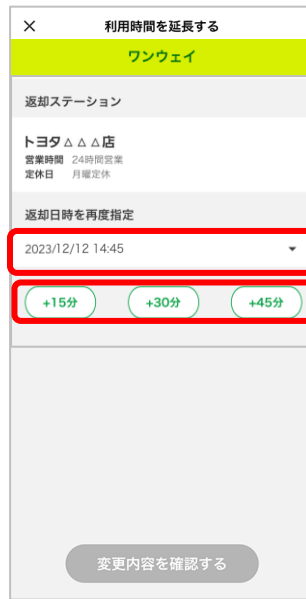 × 利用時間を延長する
ワンウェイ
返却ステーション
トヨタ△△△店
営業時間 24時間営業
定休日 月曜定休
返却日時を再度指定
2023/12/12 14:45
+15分 +30分 +45分
変更内容を確認する